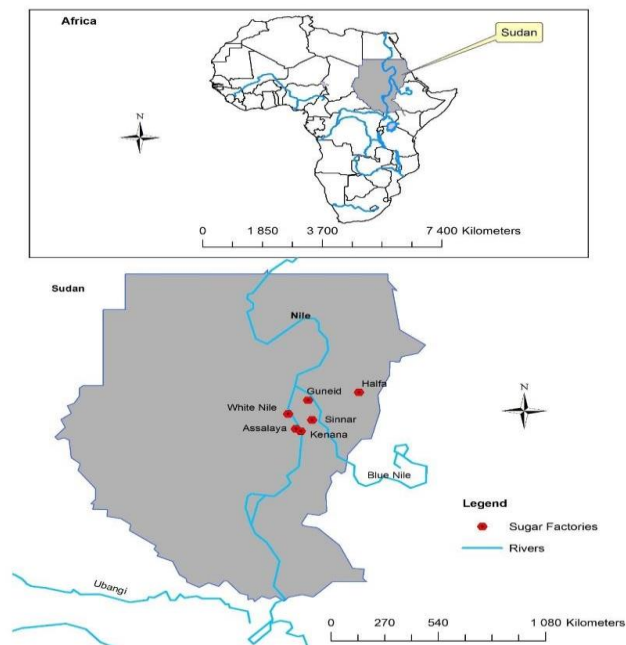 Africa
Sudan
N
0 1 850 3 700 7 400 Kilometers
Sudan
Nile
Halfa
Guneid
N
White Nile
Sinnar
Assalaya
Kenana
Blue Nile
Legend
Sugar Factories
Rivers
Ubangi
0 270 540 1 080 Kilometers